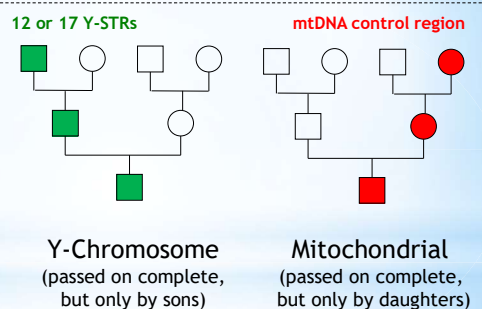 12 or 17 Y-STRs
mtDNA control region
Y-Chromosome
(passed on complete,
but only by sons)
Mitochondrial
(passed on complete,
but only by daughters)